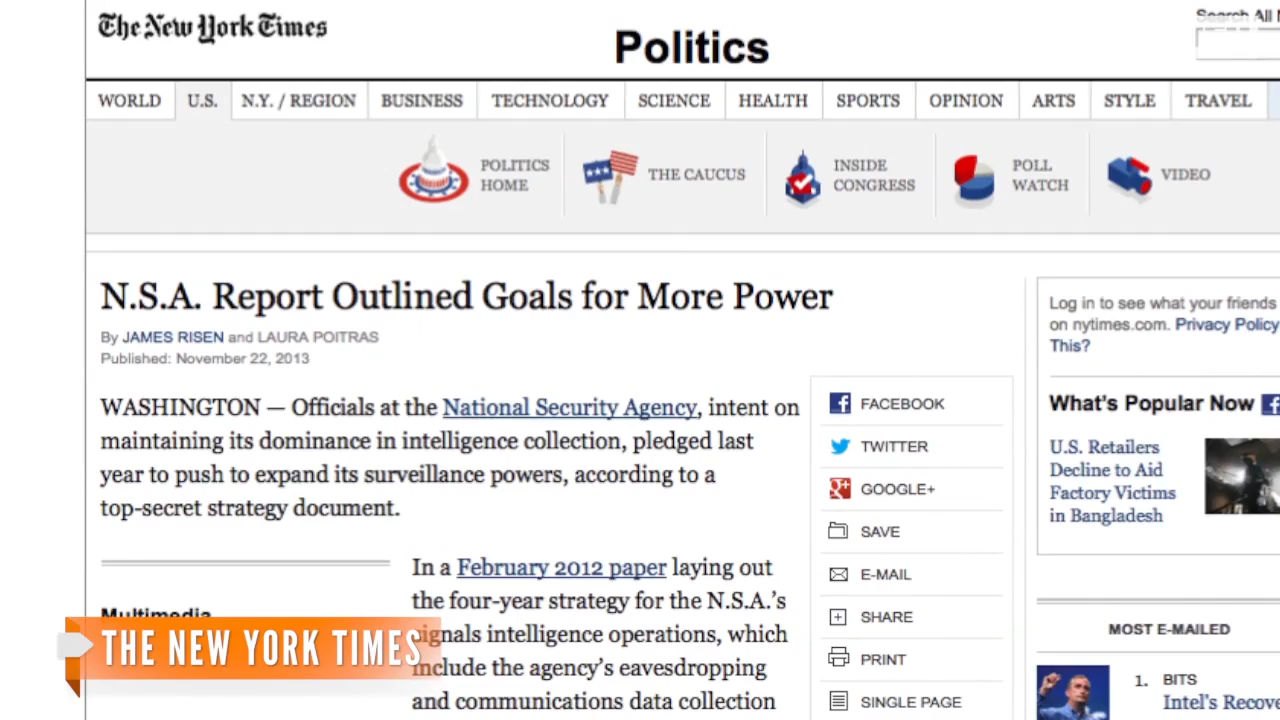 The New York Times
Politics
Search All
WORLD U.S. N.Y. / REGION BUSINESS TECHNOLOGY SCIENCE HEALTH SPORTS OPINION ARTS STYLE TRAVEL
POLITICS HOME
THE CAUCUS
INSIDE CONGRESS
POLL WATCH
VIDEO
N.S.A. Report Outlined Goals for More Power
By JAMES RISEN and LAURA POITRAS
Published: November 22, 2013
WASHINGTON — Officials at the National Security Agency, intent on
maintaining its dominance in intelligence collection, pledged last
year to push to expand its surveillance powers, according to a
top-secret strategy document.
Multimedia
In a February 2012 paper laying out
the four-year strategy for the N.S.A.'s
signals intelligence operations, which
include the agency's eavesdropping
and communications data collection
THE NEW YORK TIMES
FACEBOOK
TWITTER
GOOGLE+
SAVE
E-MAIL
SHARE
PRINT
SINGLE PAGE
Log in to see what your friends
on nytimes.com. Privacy Policy
This?
What's Popular Now
U.S. Retailers
Decline to Aid
Factory Victims
in Bangladesh
MOST E-MAILED
1. BITS
Intel's Recove